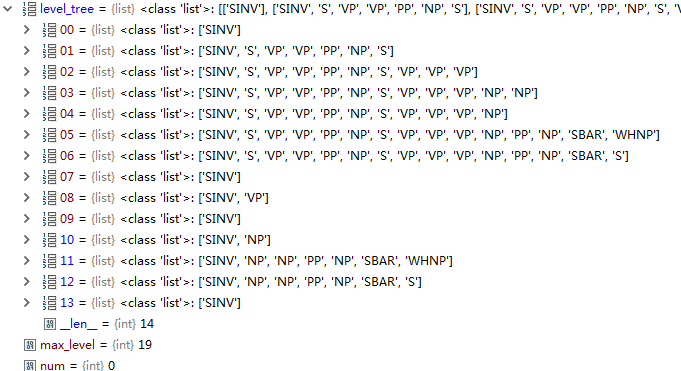 level_tree = {list} <class 'list'>: [['SINV'], ['SINV', 'S', 'VP', 'VP', 'PP', 'NP', 'S'], ['SINV', 'S', 'VP', 'VP', 'PP', 'NP', 'S', 'V
00 = {list} <class 'list'>: ['SINV']
01 = {list} <class 'list'>: ['SINV', 'S', 'VP', 'VP', 'PP', 'NP', 'S']
02 = {list} <class 'list'>: ['SINV', 'S', 'VP', 'VP', 'PP', 'NP', 'S', 'VP', 'VP', 'VP']
03 = {list} <class 'list'>: ['SINV', 'S', 'VP', 'VP', 'PP', 'NP', 'S', 'VP', 'VP', 'VP', 'NP', 'NP']
04 = {list} <class 'list'>: ['SINV', 'S', 'VP', 'VP', 'PP', 'NP', 'S', 'VP', 'VP', 'VP', 'NP']
05 = {list} <class 'list'>: ['SINV', 'S', 'VP', 'VP', 'PP', 'NP', 'S', 'VP', 'VP', 'VP', 'NP', 'PP', 'NP', 'SBAR', 'WHNP']
06 = {list} <class 'list'>: ['SINV', 'S', 'VP', 'VP', 'PP', 'NP', 'S', 'VP', 'VP', 'VP', 'NP', 'PP', 'NP', 'SBAR', 'S']
07 = {list} <class 'list'>: ['SINV']
08 = {list} <class 'list'>: ['SINV', 'VP']
09 = {list} <class 'list'>: ['SINV']
10 = {list} <class 'list'>: ['SINV', 'NP']
11 = {list} <class 'list'>: ['SINV', 'NP', 'NP', 'PP', 'NP', 'SBAR', 'WHNP']
12 = {list} <class 'list'>: ['SINV', 'NP', 'NP', 'PP', 'NP', 'SBAR', 'S']
13 = {list} <class 'list'>: ['SINV']
__len__ = {int} 14
max_level = {int} 19
num = {int} 0